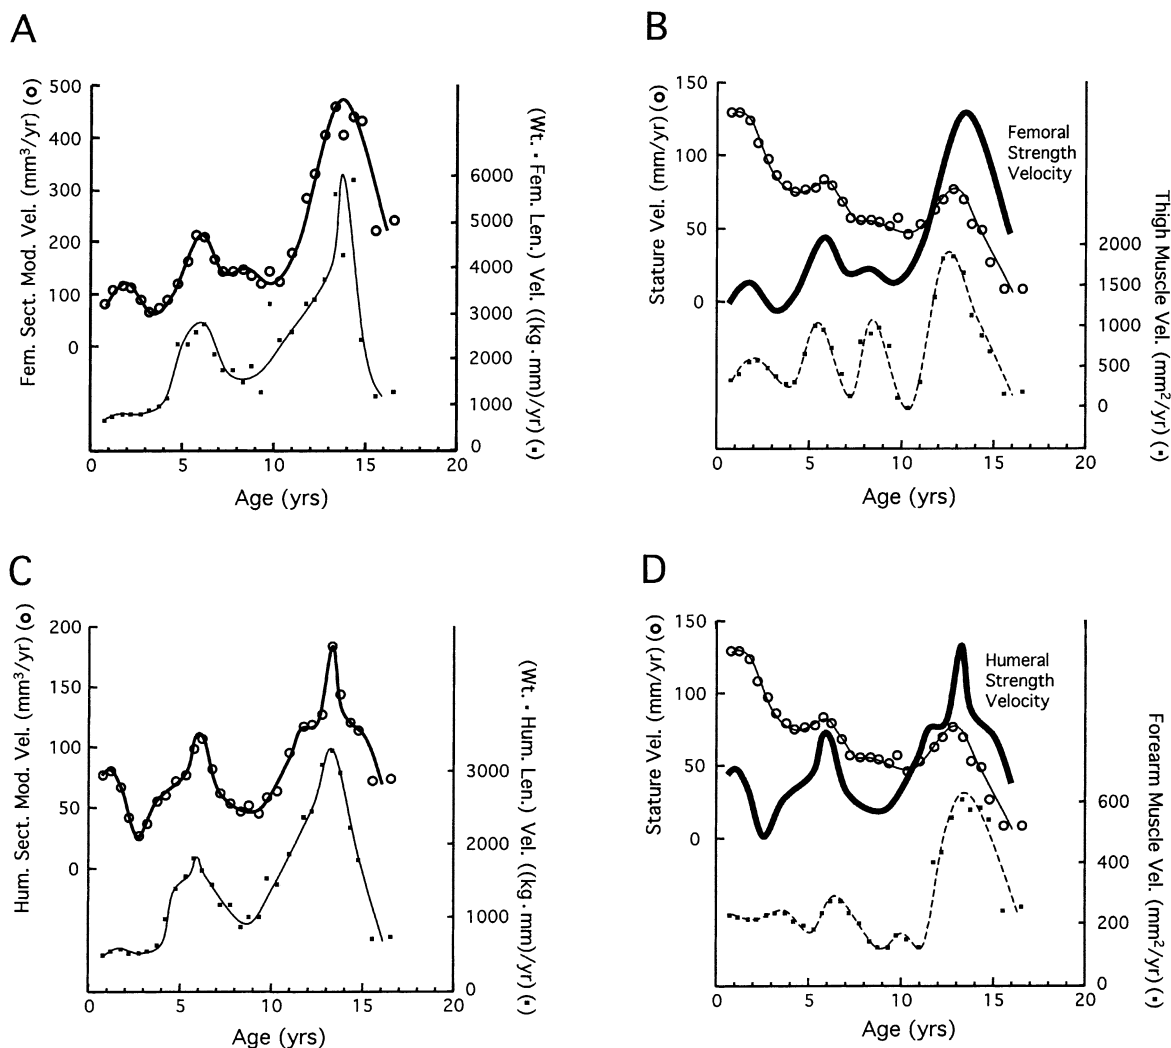 A
Fem. Sect. Mod. Vel. (mm³/yr) (o)
500
400
300
200
100
0
(Wt. ▪ Fem. Len.) Vel. ((kg·mm)/yr) (▪)
6000
5000
4000
3000
2000
1000
0
0 5 10 15 20
Age (yrs)
B
Stature Vel. (mm/yr) (o)
150
100
50
0
Femoral
Strength
Velocity
Thigh Muscle Vel. (mm²/yr) (▪)
2000
1500
1000
500
0
0 5 10 15 20
Age (yrs)
C
Hum. Sect. Mod. Vel. (mm³/yr) (o)
200
150
100
50
0
(Wt. ▪ Hum. Len.) Vel. ((kg·mm)/yr) (▪)
3000
2000
1000
0
0 5 10 15 20
Age (yrs)
D
Stature Vel. (mm/yr) (o)
150
100
50
0
Humeral
Strength
Velocity
Forearm Muscle Vel. (mm²/yr) (▪)
600
400
200
0
0 5 10 15 20
Age (yrs)